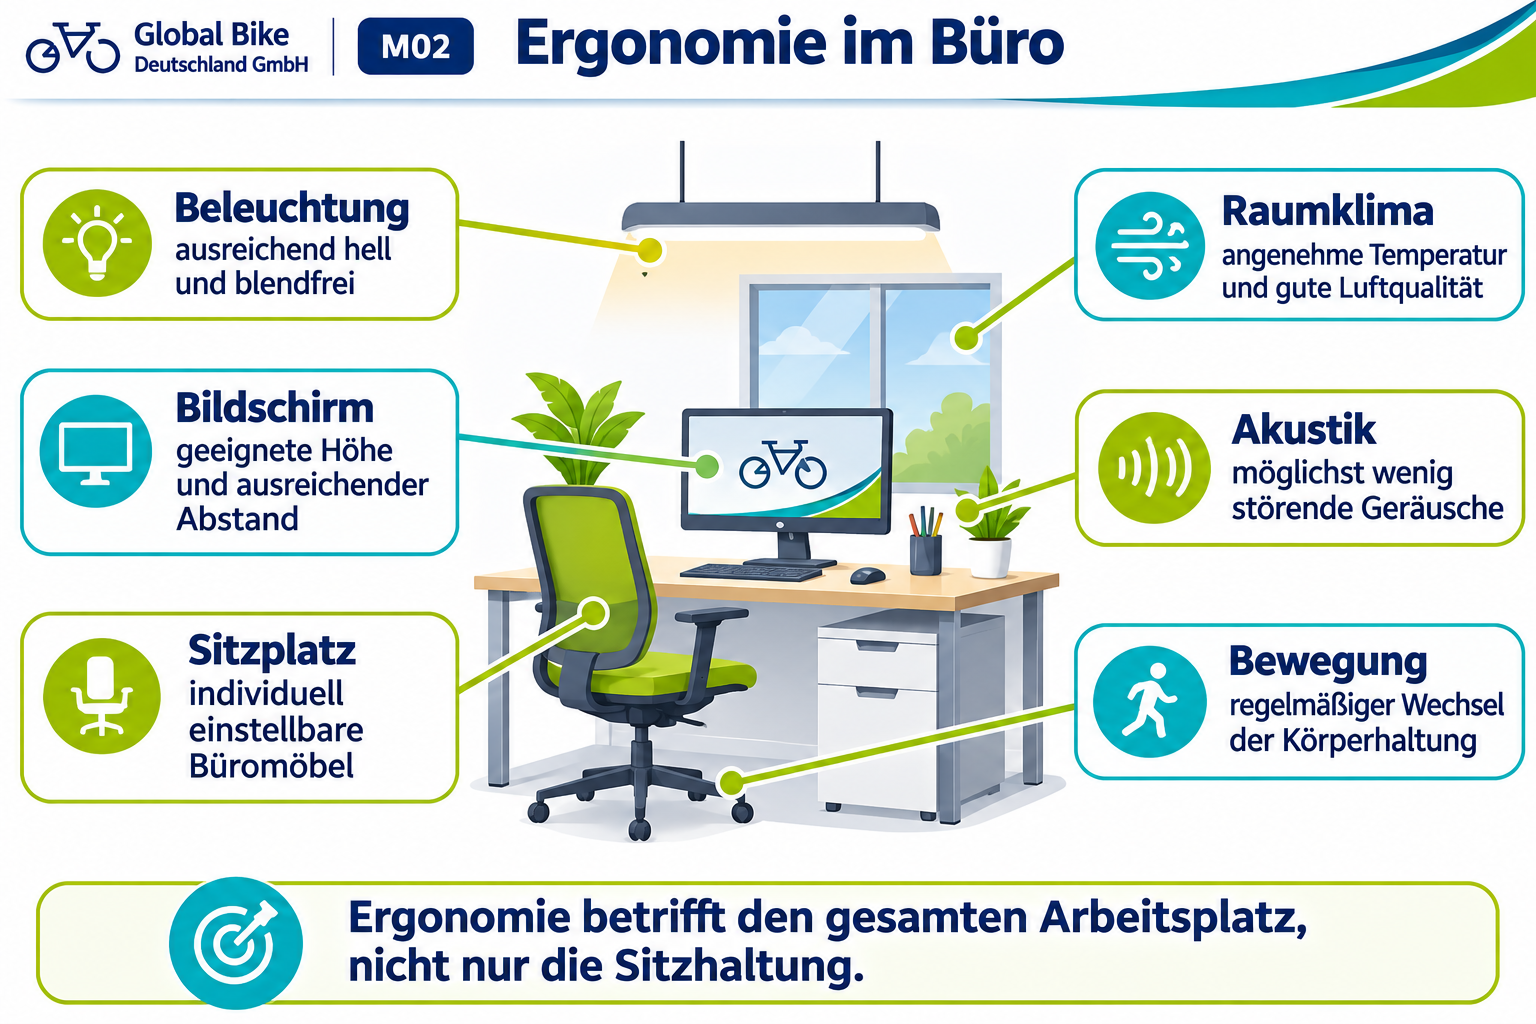 Global Bike
Deutschland GmbH
M02
Ergonomie im Büro
Beleuchtung
ausreichend hell
und blendfrei
Bildschirm
geeignete Höhe
und ausreichender
Abstand
Sitzplatz
individuell
einstellbare
Büromöbel
Raumklima
angenehme Temperatur
und gute Luftqualität
Akustik
möglichst wenig
störende Geräusche
Bewegung
regelmäßiger Wechsel
der Körperhaltung
Ergonomie betrifft den gesamten Arbeitsplatz,
nicht nur die Sitzhaltung.